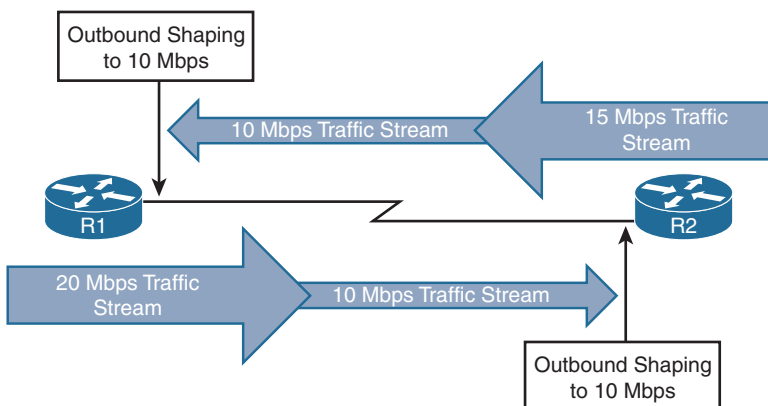 Outbound Shaping
to 10 Mbps
10 Mbps Traffic Stream
15 Mbps Traffic
Stream
R1
R2
20 Mbps Traffic
Stream
10 Mbps Traffic Stream
Outbound Shaping
to 10 Mbps